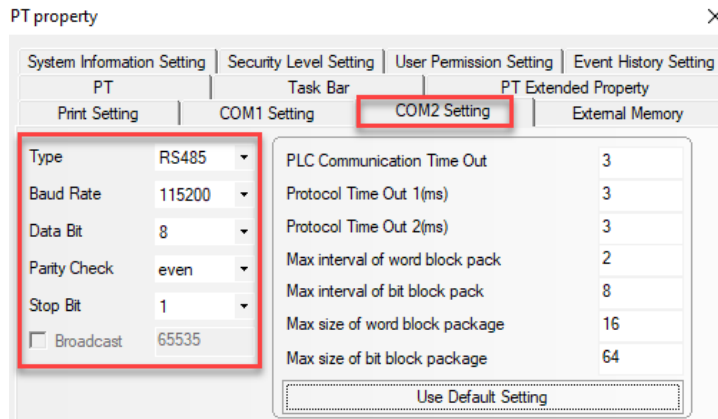 PT property
System Information Setting Security Level Setting User Permission Setting Event History Setting
PT Task Bar PT Extended Property
Print Setting COM1 Setting COM2 Setting External Memory
Type RS485
Baud Rate 115200
Data Bit 8
Parity Check even
Stop Bit 1
Broadcast 65535
PLC Communication Time Out 3
Protocol Time Out 1(ms) 3
Protocol Time Out 2(ms) 3
Max interval of word block pack 2
Max interval of bit block pack 8
Max size of word block package 16
Max size of bit block package 64
Use Default Setting